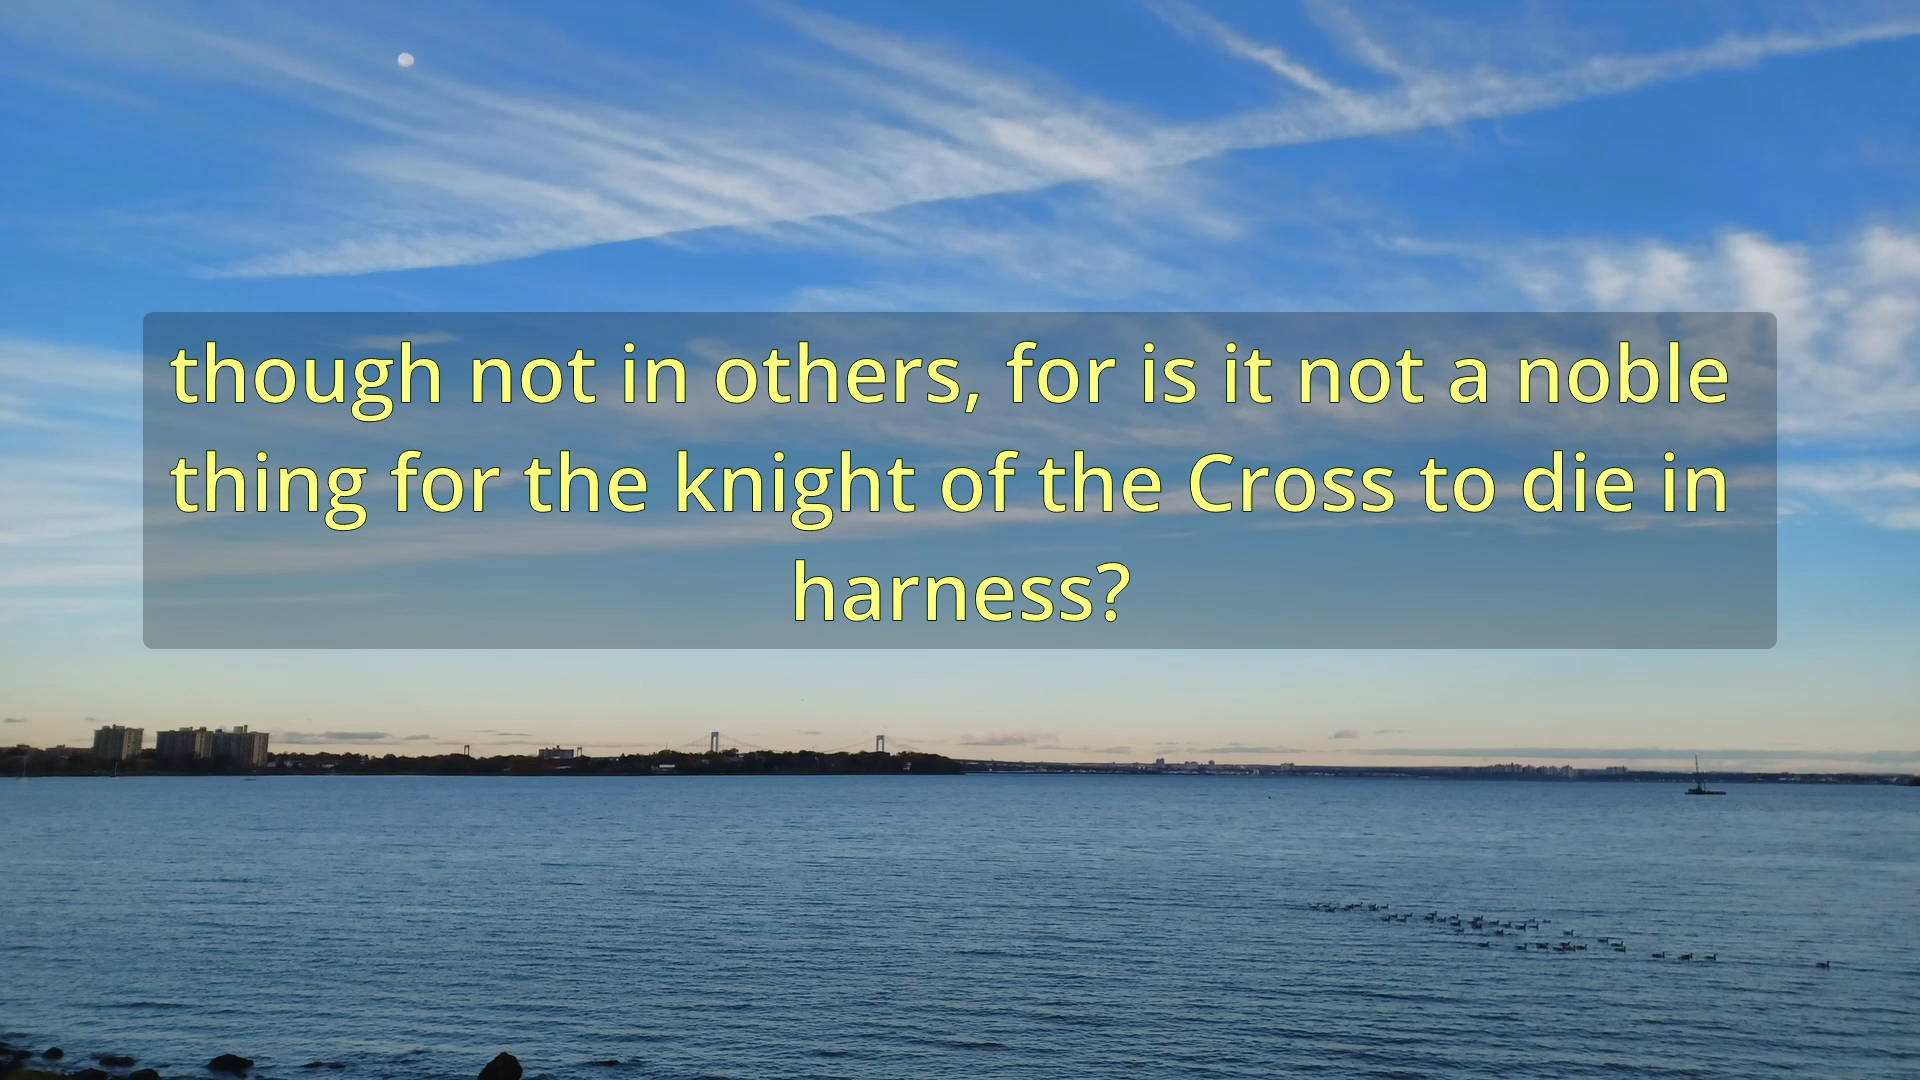 though not in others, for is it not a noble
thing for the knight of the Cross to die in
harness?